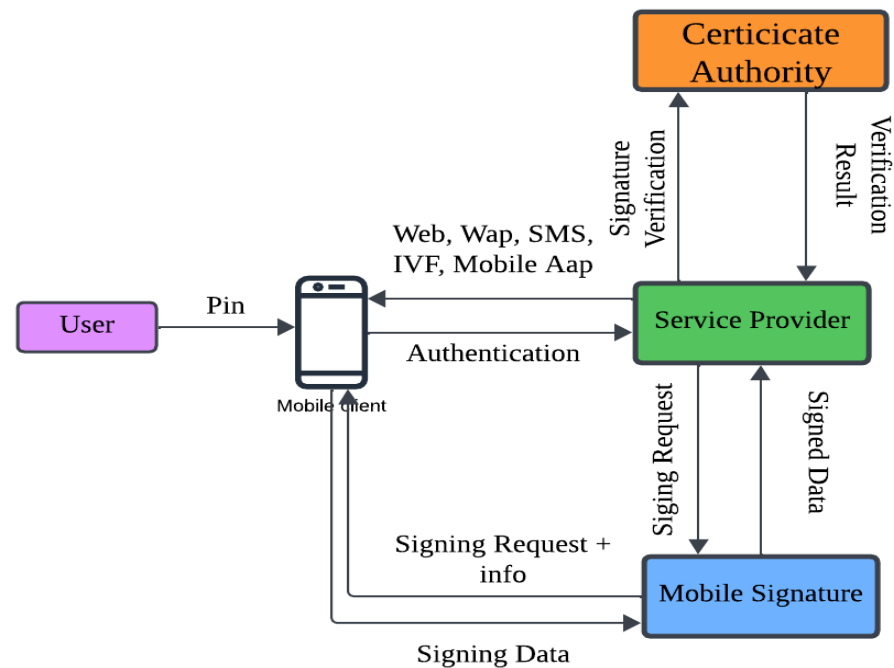 Certicicate
Authority
Signature
Verification
Verification
Result
Web, Wap, SMS,
IVF, Mobile Aap
User
Pin
Service Provider
Authentication
Mobile client
Siging Request
Signed Data
Signing Request +
info
Mobile Signature
Signing Data